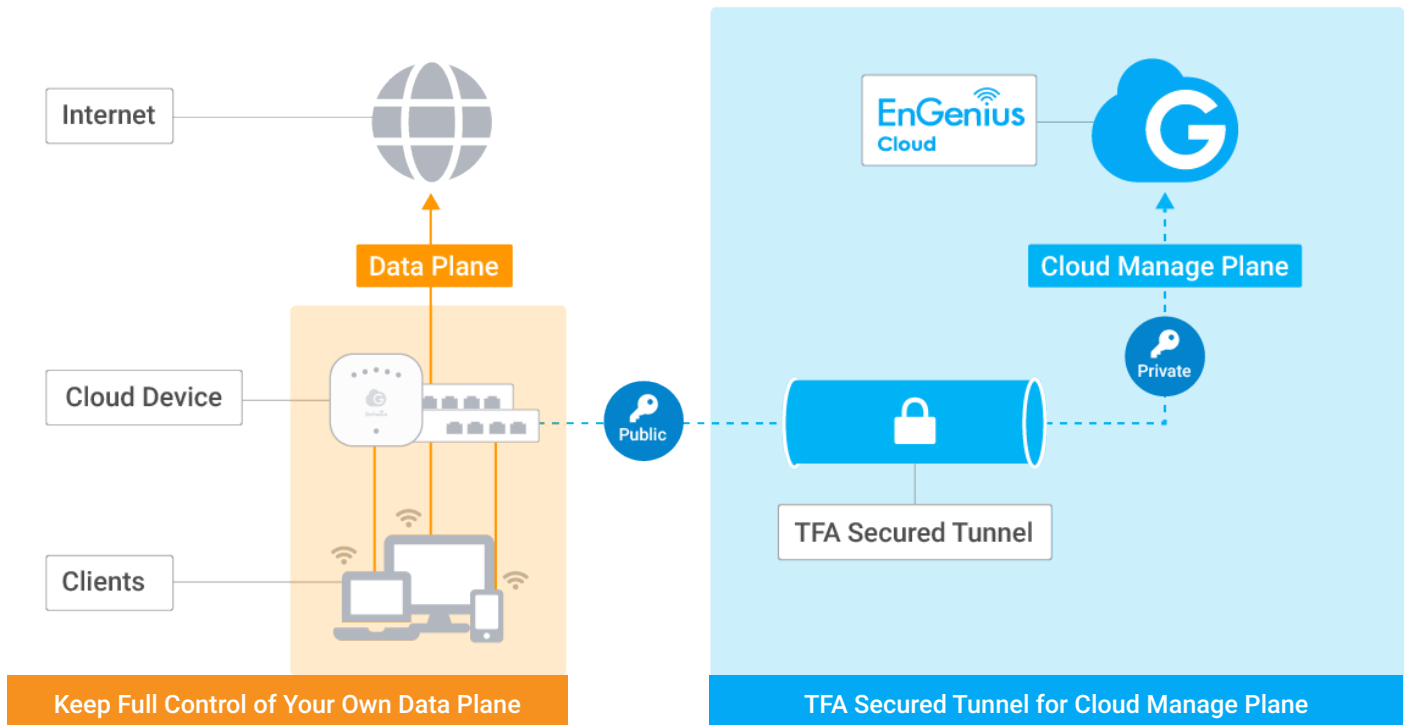 Internet
EnGenius
Cloud
G
Data Plane
Cloud Manage Plane
Private
Cloud Device
G
EnGenius
Public
TFA Secured Tunnel
Clients
Keep Full Control of Your Own Data Plane
TFA Secured Tunnel for Cloud Manage Plane